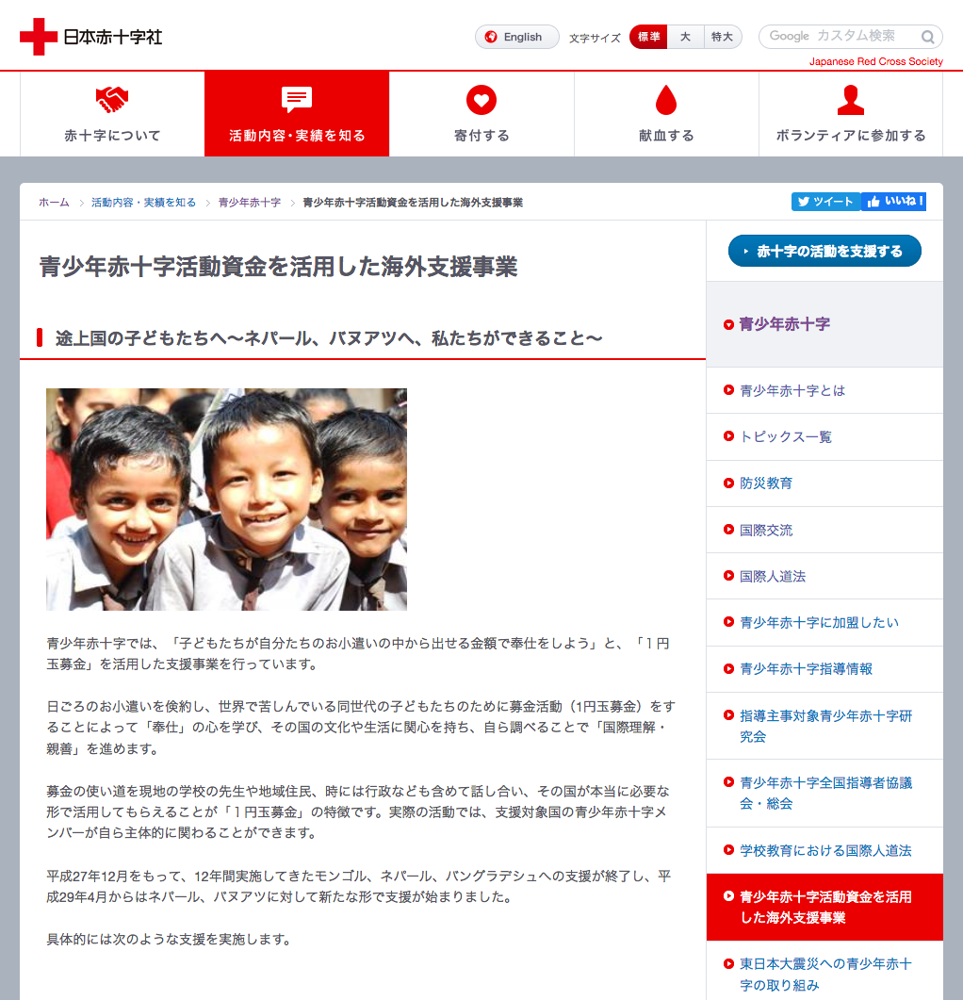 日本赤十字社
English
文字サイズ
標準
大
特大
Google カスタム検索
Japanese Red Cross Society
赤十字について
活動内容・実績を知る
寄付する
献血する
ボランティアに参加する
ホーム
活動内容・実績を知る
青少年赤十字
青少年赤十字活動資金を活用した海外支援事業
ツイート
いいね！
青少年赤十字活動資金を活用した海外支援事業
途上国の子どもたちへ〜ネパール、バヌアツへ、私たちができること〜
青少年赤十字では、「子どもたちが自分たちのお小遣いの中から出せる金額で奉仕をしよう」と、「１円
玉募金」を活用した支援事業を行っています。
日ごろのお小遣いを倹約し、世界で苦しんでいる同世代の子どもたちのために募金活動（1円玉募金）をす
ることによって「奉仕」の心を学び、その国の文化や生活に関心を持ち、自ら調べることで「国際理解・
親善」を進めます。
募金の使い道を現地の学校の先生や地域住民、時には行政なども含めて話し合い、その国が本当に必要な
形で活用してもらえることが「１円玉募金」の特徴です。実際の活動では、支援対象国の青少年赤十字メ
ンバーが自ら主体的に関わることができます。
平成27年12月をもって、12年間実施してきたモンゴル、ネパール、バングラデシュへの支援が終了し、平
成29年4月からはネパール、バヌアツに対して新たな形で支援が始まりました。
具体的には次のような支援を実施します。
赤十字の活動を支援する
青少年赤十字
青少年赤十字とは
トピックス一覧
防災教育
国際交流
国際人道法
青少年赤十字に加盟したい
青少年赤十字指導情報
指導主事対象青少年赤十字研
究会
青少年赤十字全国指導者協議
会・総会
学校教育における国際人道法
青少年赤十字活動資金を活用
した海外支援事業
東日本大震災への青少年赤十
字の取り組み